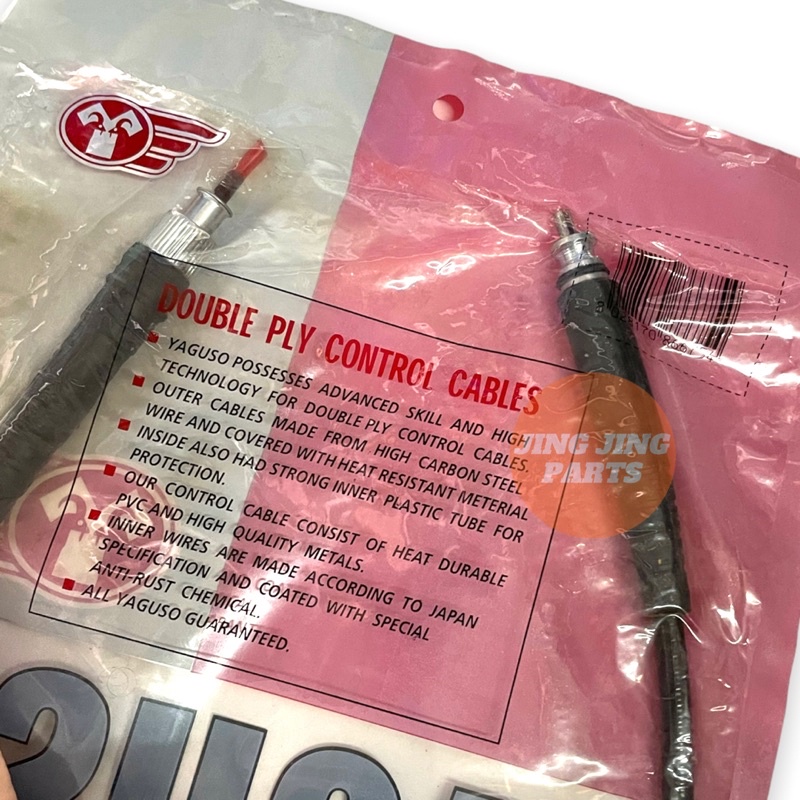 DOUBLE PLY CONTROL CABLES
YAGUSO POSSESSES ADVANCED SKILL AND HIGH
TECHNOLOGY FOR DOUBLE PLY CONTROL CABLES.
OUTER CABLES MADE FROM HIGH CARBON STEEL
WIRE AND COVERED WITH HEAT RESISTANT METERIAL
INSIDE ALSO HAD STRONG INNER PLASTIC TUBE FOR
PROTECTION.
OUR CONTROL CABLE CONSIST OF HEAT DURABLE
PVC AND HIGH QUALITY METALS.
INNER WIRES ARE MADE ACCORDING TO JAPAN
SPECIFICATION AND COATED WITH SPECIAL
ANTI-RUST CHEMICAL.
ALL YAGUSO GUARANTEED.
JING JING
PARTS